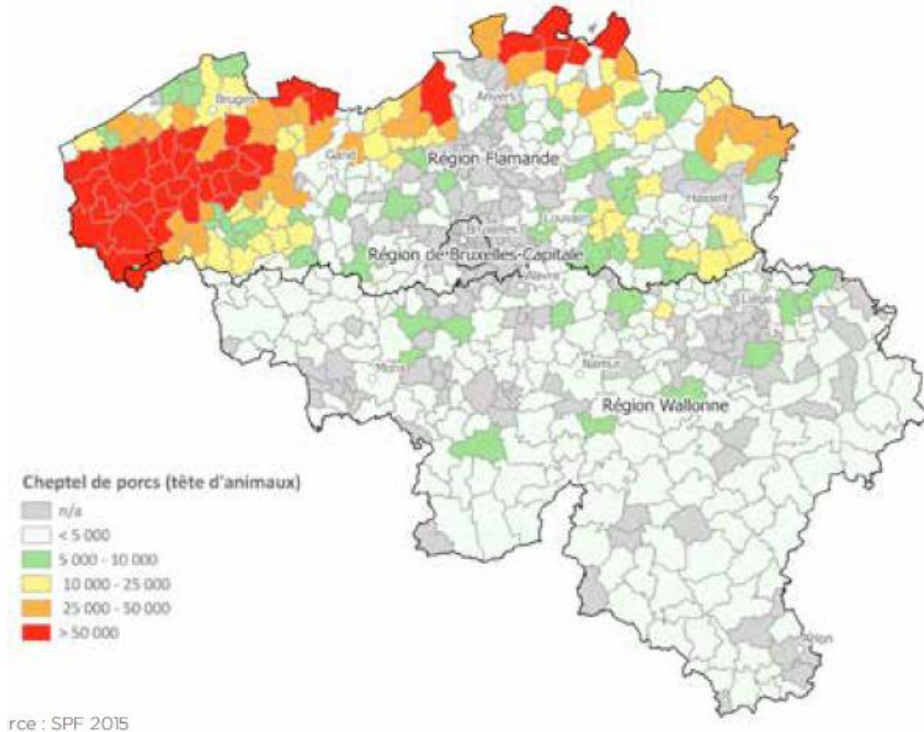 Bruges
Anvers
Gand
Région Flamande
Hasselt
Louvain
Bruxelles
Région de Bruxelles-Capitale
Wavre
Liège
Mons
Namur
Région Wallonne
Arlon
Cheptel de porcs (tête d'animaux)
n/a
< 5 000
5 000 - 10 000
10 000 - 25 000
25 000 - 50 000
> 50 000
rce : SPF 2015